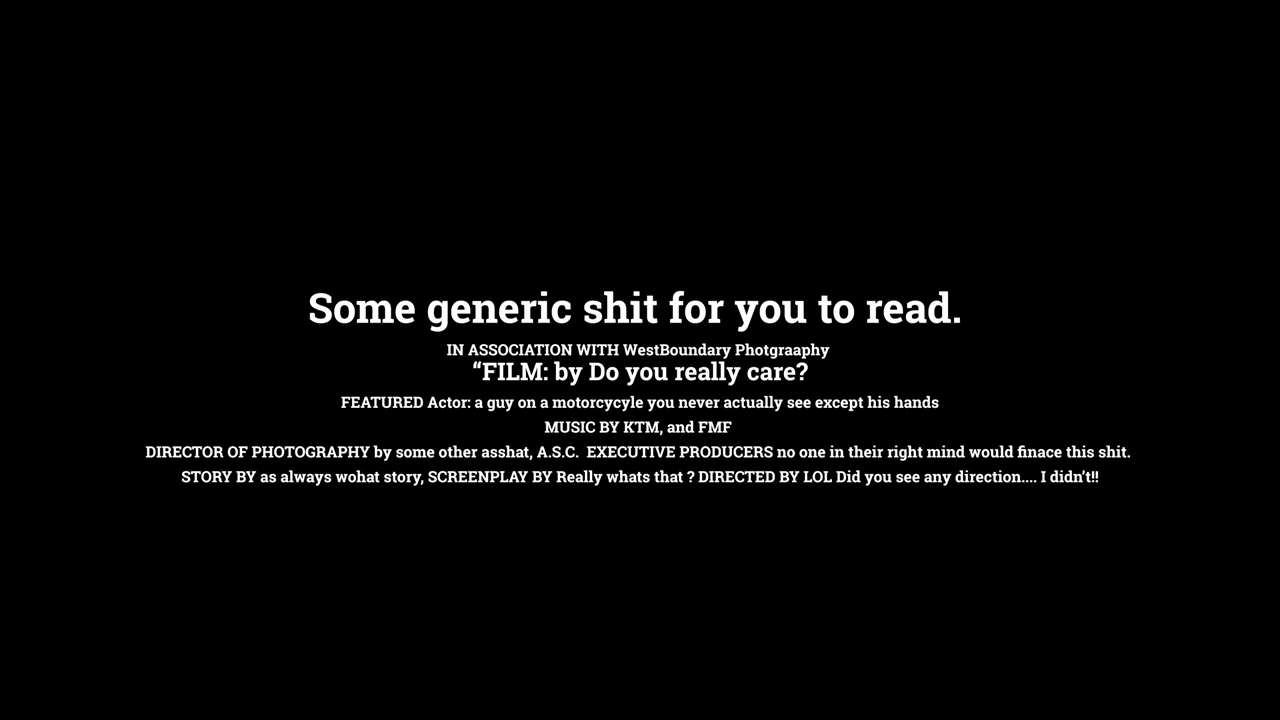 Some generic shit for you to read.
IN ASSOCIATION WITH WestBoundary Photgraaphy
“FILM: by Do you really care?
FEATURED Actor: a guy on a motorcycyle you never actually see except his hands
MUSIC BY KTM, and FMF
DIRECTOR OF PHOTOGRAPHY by some other asshat, A.S.C. EXECUTIVE PRODUCERS no one in their right mind would finace this shit.
STORY BY as always wohat story, SCREENPLAY BY Really whats that ? DIRECTED BY LOL Did you see any direction.... I didn’t!!